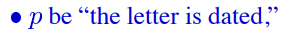 • p be “the letter is dated,”